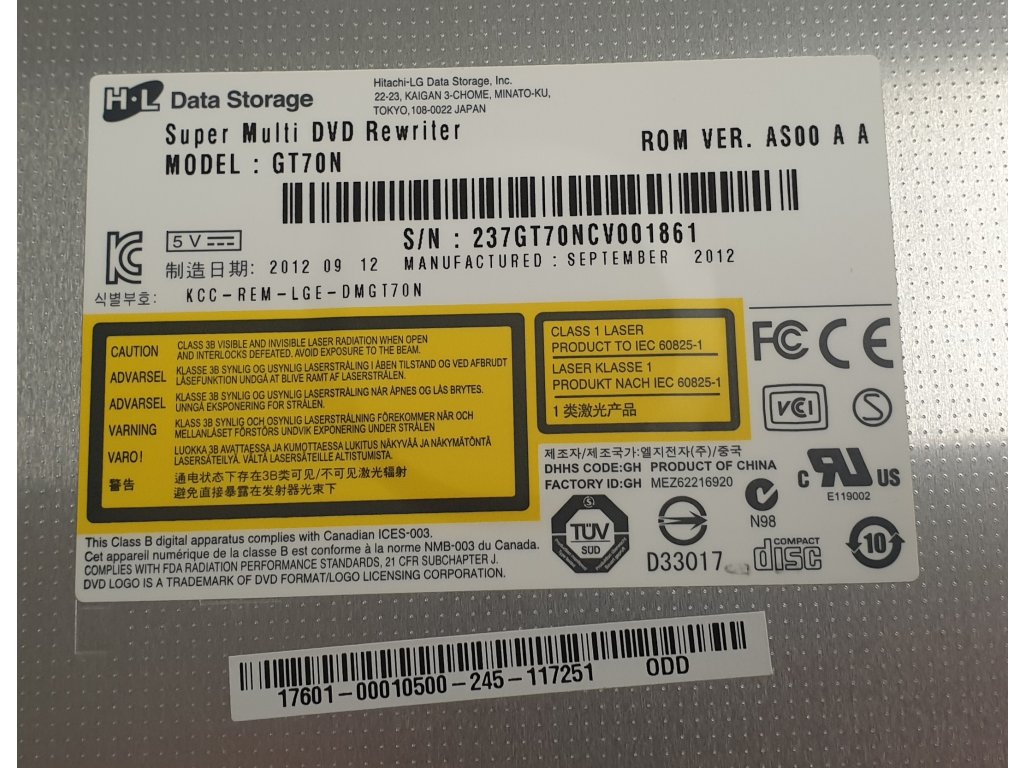 H·L Data Storage
Hitachi-LG Data Storage, Inc.
22-23, KAIGAN 3-CHOME, MINATO-KU,
TOKYO,108-0022 JAPAN
Super Multi DVD Rewriter
MODEL : GT70N
ROM VER. AS00 A A
S/N : 237GT70NCV001861
5V
制造日期: 2012 09 12 MANUFACTURED : SEPTEMBER 2012
식별부호: KCC-REM-LGE-DMGT70N
CAUTION CLASS 3B VISIBLE AND INVISIBLE LASER RADIATION WHEN OPEN
AND INTERLOCKS DEFEATED. AVOID EXPOSURE TO THE BEAM.
ADVARSEL KLASSE 3B SYNLIG OG USYNLIG LASERSTRÅLING I ÅBEN TILSTAND OG VED AFBRUDT
LASEFUNKTION UNDGÅ AT BLIVE RAMT AF LASERSTRÅLEN.
ADVARSEL KLASSE 3B SYNLIG OG USYNLIG LASERSTRÅLING NÅR ÅPNES OG LÅS BRYTES.
UNNGÅ EKSPONERING FOR STRÅLEN.
VARNING KLASS 3B SYNLIG OCH OSYNLIG LASERSTRÅLNING FÖREKOMMER NÄR OCH
MELLANLÅSET FÖRSTÖRS UNDVIK EXPONERING UNDER STRÅLEN
VARO! LUOKKA 3B AVATTAESSA JA KUMOTTAESSA LUKITUS NÄKYVÄÄ JA NÄKYMÄTÖNTÄ
LASERSÄTEILYÄ. VÄLTÄ LASERSÄTEILLE ALTISTUMISTA.
警告 通电状态下存在3B类可见/不可见激光辐射
避免直接暴露在发射器光束下
CLASS 1 LASER
PRODUCT TO IEC 60825-1
LASER KLASSE 1
PRODUKT NACH IEC 60825-1
1 类激光产品
FC CE
VCI S
제조자/제조국가:엘지전자(주)/중국
DHHS CODE:GH PRODUCT OF CHINA
FACTORY ID:GH MEZ62216920
c RU US
E119002
N98
TÜV
SUD
D33017
COMPACT
disc
10
This Class B digital apparatus complies with Canadian ICES-003.
Cet appareil numérique de la classe B est conforme à la norme NMB-003 du Canada.
COMPLIES WITH FDA RADIATION PERFORMANCE STANDARDS, 21 CFR SUBCHAPTER J.
DVD LOGO IS A TRADEMARK OF DVD FORMAT/LOGO LICENSING CORPORATION.
17601-00010500-245-117251 ODD